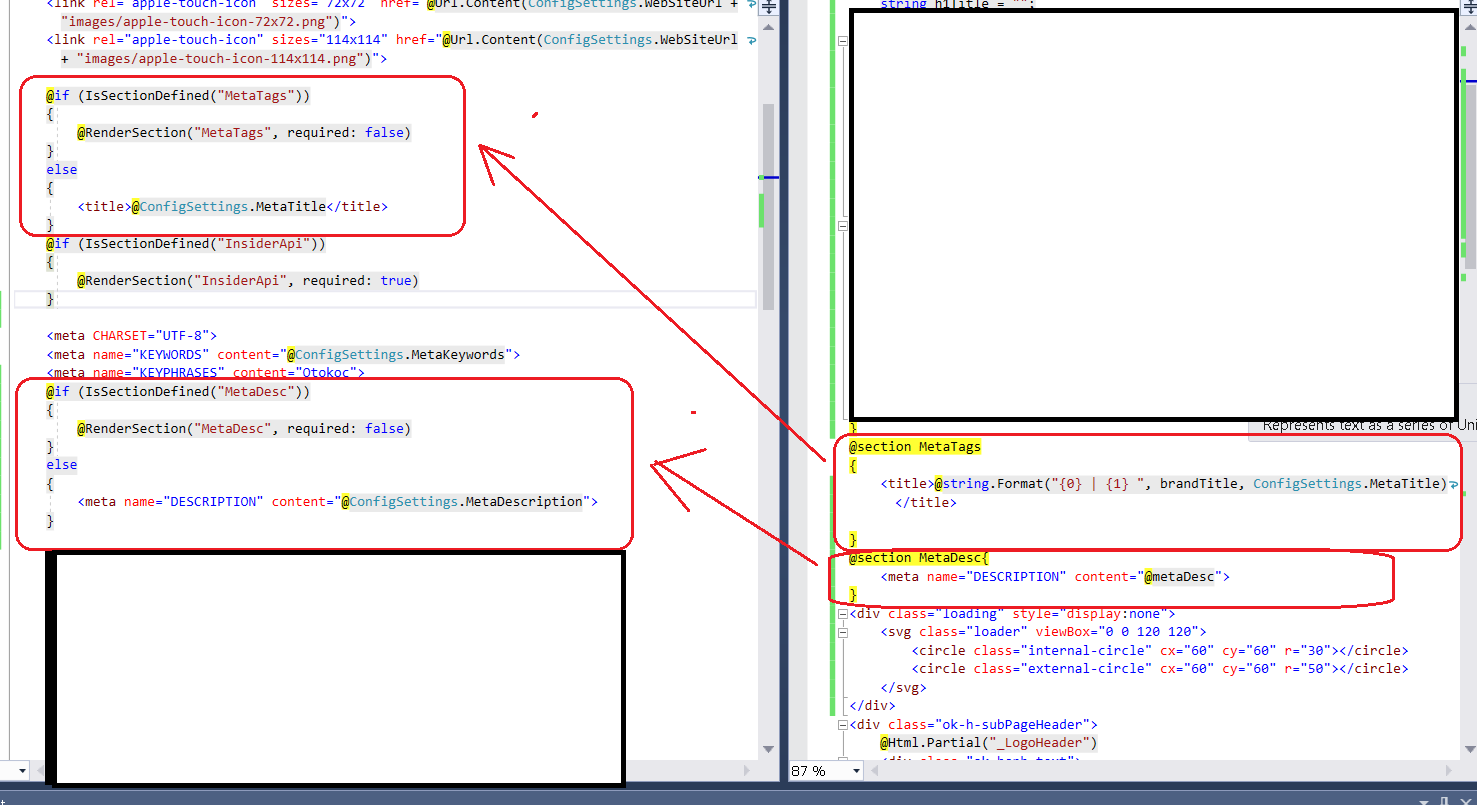 <link rel="apple-touch-icon" sizes="72x72" href="@Url.Content(ConfigSettings.WebSiteUrl +
"images/apple-touch-icon-72x72.png")">
<link rel="apple-touch-icon" sizes="114x114" href="@Url.Content(ConfigSettings.WebSiteUrl
+ "images/apple-touch-icon-114x114.png")">
@if (IsSectionDefined("MetaTags"))
{
@RenderSection("MetaTags", required: false)
}
else
{
<title>@ConfigSettings.MetaTitle</title>
}
@if (IsSectionDefined("InsiderApi"))
{
@RenderSection("InsiderApi", required: true)
}
<meta CHARSET="UTF-8">
<meta name="KEYWORDS" content="@ConfigSettings.MetaKeywords">
<meta name="KEYPHRASES" content="Otokoc">
@if (IsSectionDefined("MetaDesc"))
{
@RenderSection("MetaDesc", required: false)
}
else
{
<meta name="DESCRIPTION" content="@ConfigSettings.MetaDescription">
}
string h1Title = "";
}
Represents text as a series of Uni
@section MetaTags
{
<title>@string.Format("{0} | {1} ", brandTitle, ConfigSettings.MetaTitle)
</title>
}
@section MetaDesc{
<meta name="DESCRIPTION" content="@metaDesc">
}
<div class="loading" style="display:none">
<svg class="loader" viewBox="0 0 120 120">
<circle class="internal-circle" cx="60" cy="60" r="30"></circle>
<circle class="external-circle" cx="60" cy="60" r="50"></circle>
</svg>
</div>
<div class="ok-h-subPageHeader">
@Html.Partial("_LogoHeader")
87 %